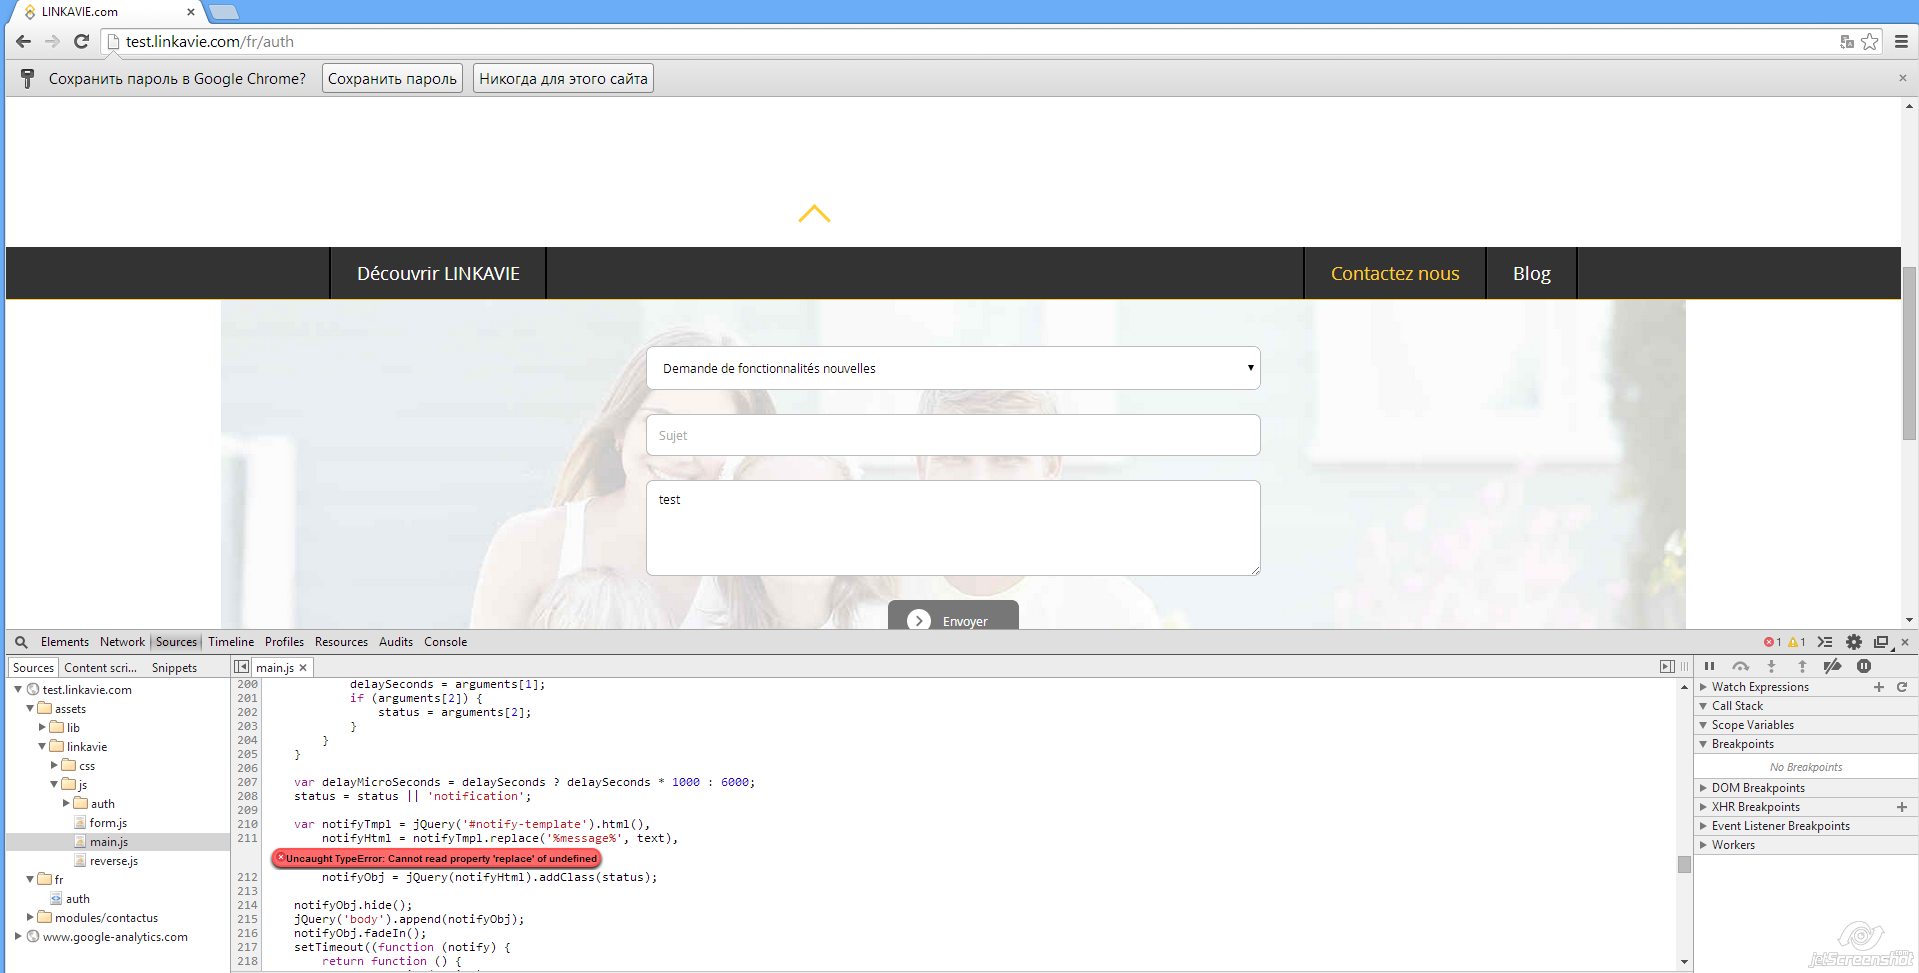 LINKAVIE.com
test.linkavie.com/fr/auth
Сохранить пароль в Google Chrome? Сохранить пароль Никогда для этого сайта
Découvrir LINKAVIE Contactez nous Blog
Demande de fonctionnalités nouvelles
Sujet
test
Envoyer
Elements Network Sources Timeline Profiles Resources Audits Console 1 1
Sources Content scri... Snippets
test.linkavie.com
assets
lib
linkavie
css
js
auth
form.js
main.js
reverse.js
fr
auth
modules/contactus
www.google-analytics.com
main.js
200 delaySeconds = arguments[1];
201 if (arguments[2]) {
202 status = arguments[2];
203 }
204 }
205 }
206
207 var delayMicroSeconds = delaySeconds ? delaySeconds * 1000 : 6000;
208 status = status || 'notification';
209
210 var notifyTmpl = jQuery('#notify-template').html(),
211 notifyHtml = notifyTmpl.replace('%message%', text),
Uncaught TypeError: Cannot read property 'replace' of undefined
212 notifyObj = jQuery(notifyHtml).addClass(status);
213
214 notifyObj.hide();
215 jQuery('body').append(notifyObj);
216 notifyObj.fadeIn();
217 setTimeout((function (notify) {
218 return function () {
Watch Expressions
Call Stack
Scope Variables
Breakpoints
No Breakpoints
DOM Breakpoints
XHR Breakpoints
Event Listener Breakpoints
Workers
jetScreenshot.com